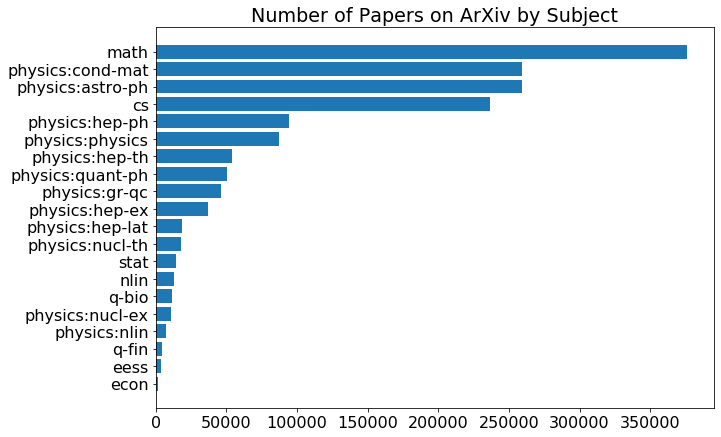 Number of Papers on ArXiv by Subject
math
physics:cond-mat
physics:astro-ph
cs
physics:hep-ph
physics:physics
physics:hep-th
physics:quant-ph
physics:gr-qc
physics:hep-ex
physics:hep-lat
physics:nucl-th
stat
nlin
q-bio
physics:nucl-ex
physics:nlin
q-fin
eess
econ
0 50000 100000 150000 200000 250000 300000 350000